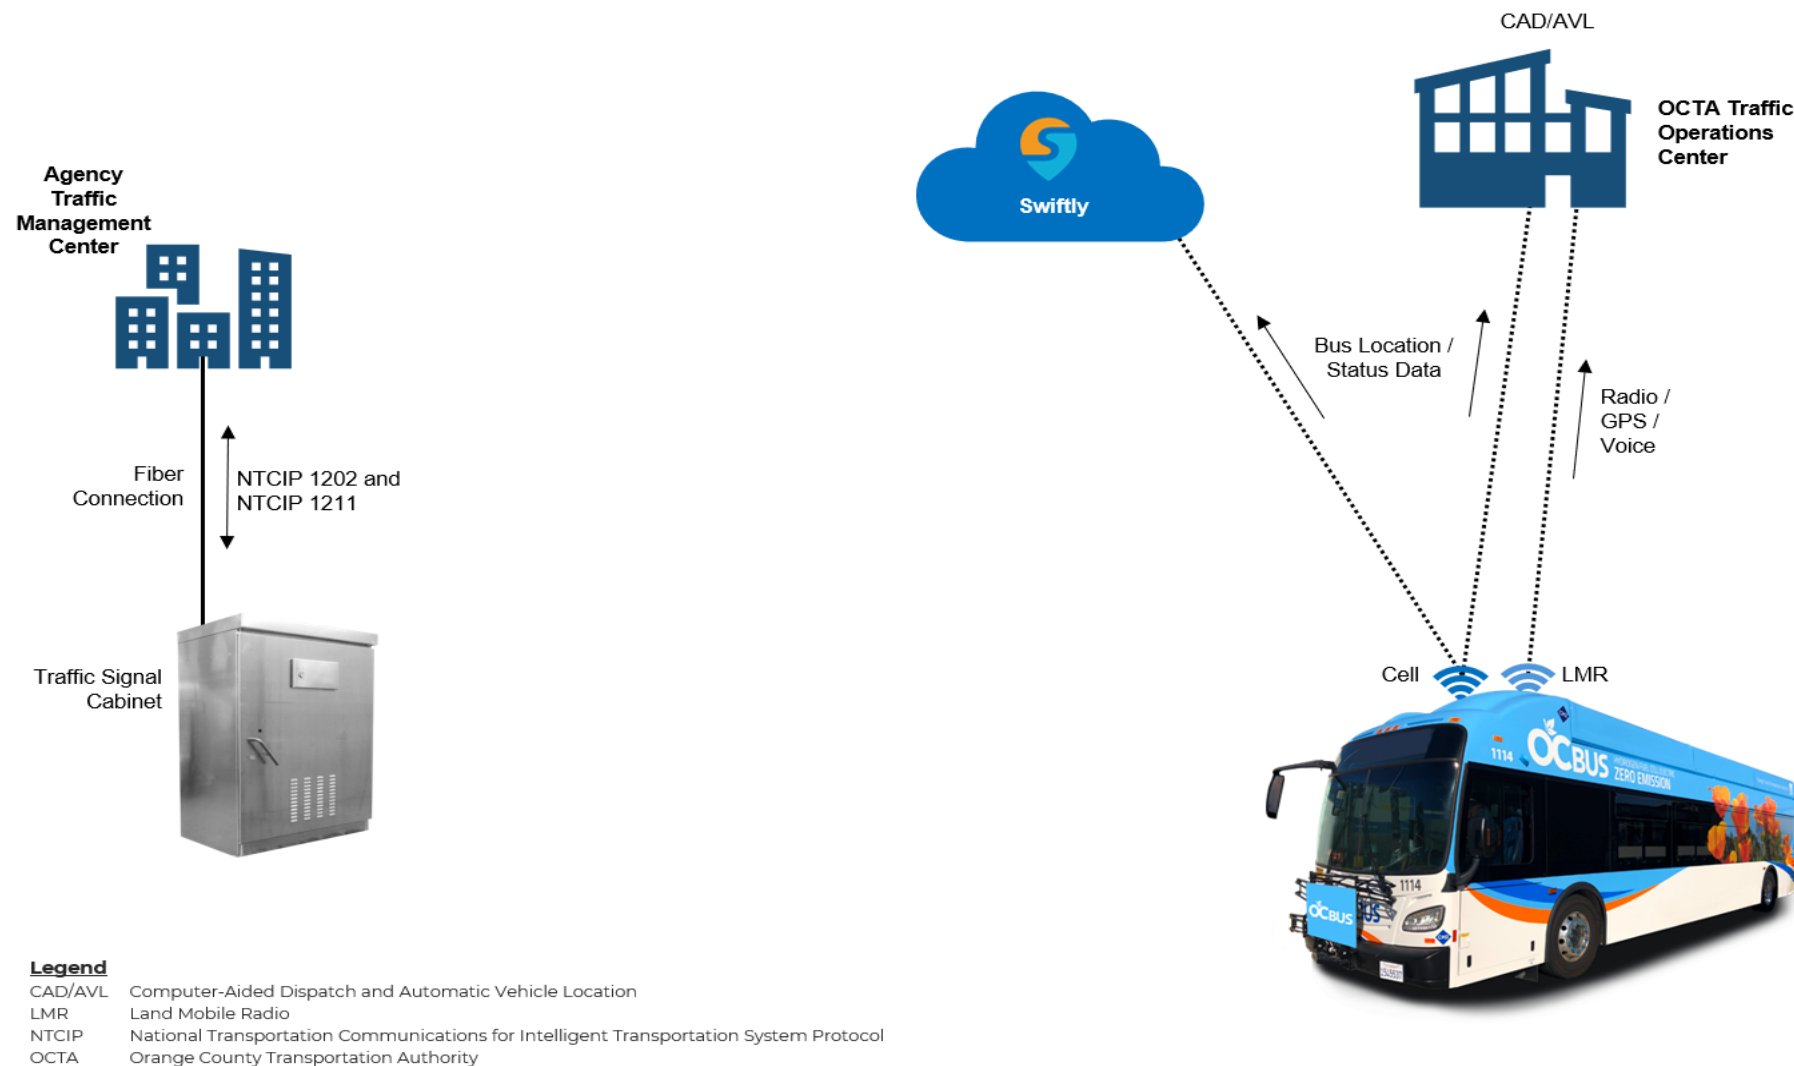 CAD/AVL
OCTA Traffic
Operations
Center
Swiftly
Agency
Traffic
Management
Center
Bus Location /
Status Data
Radio /
GPS /
Voice
Fiber
Connection
NTCIP 1202 and
NTCIP 1211
Traffic Signal
Cabinet
Cell
LMR
1114
OCBUS
ZERO EMISSION
1114
OCBUS
Legend
CAD/AVL Computer-Aided Dispatch and Automatic Vehicle Location
LMR Land Mobile Radio
NTCIP National Transportation Communications for Intelligent Transportation System Protocol
OCTA Orange County Transportation Authority